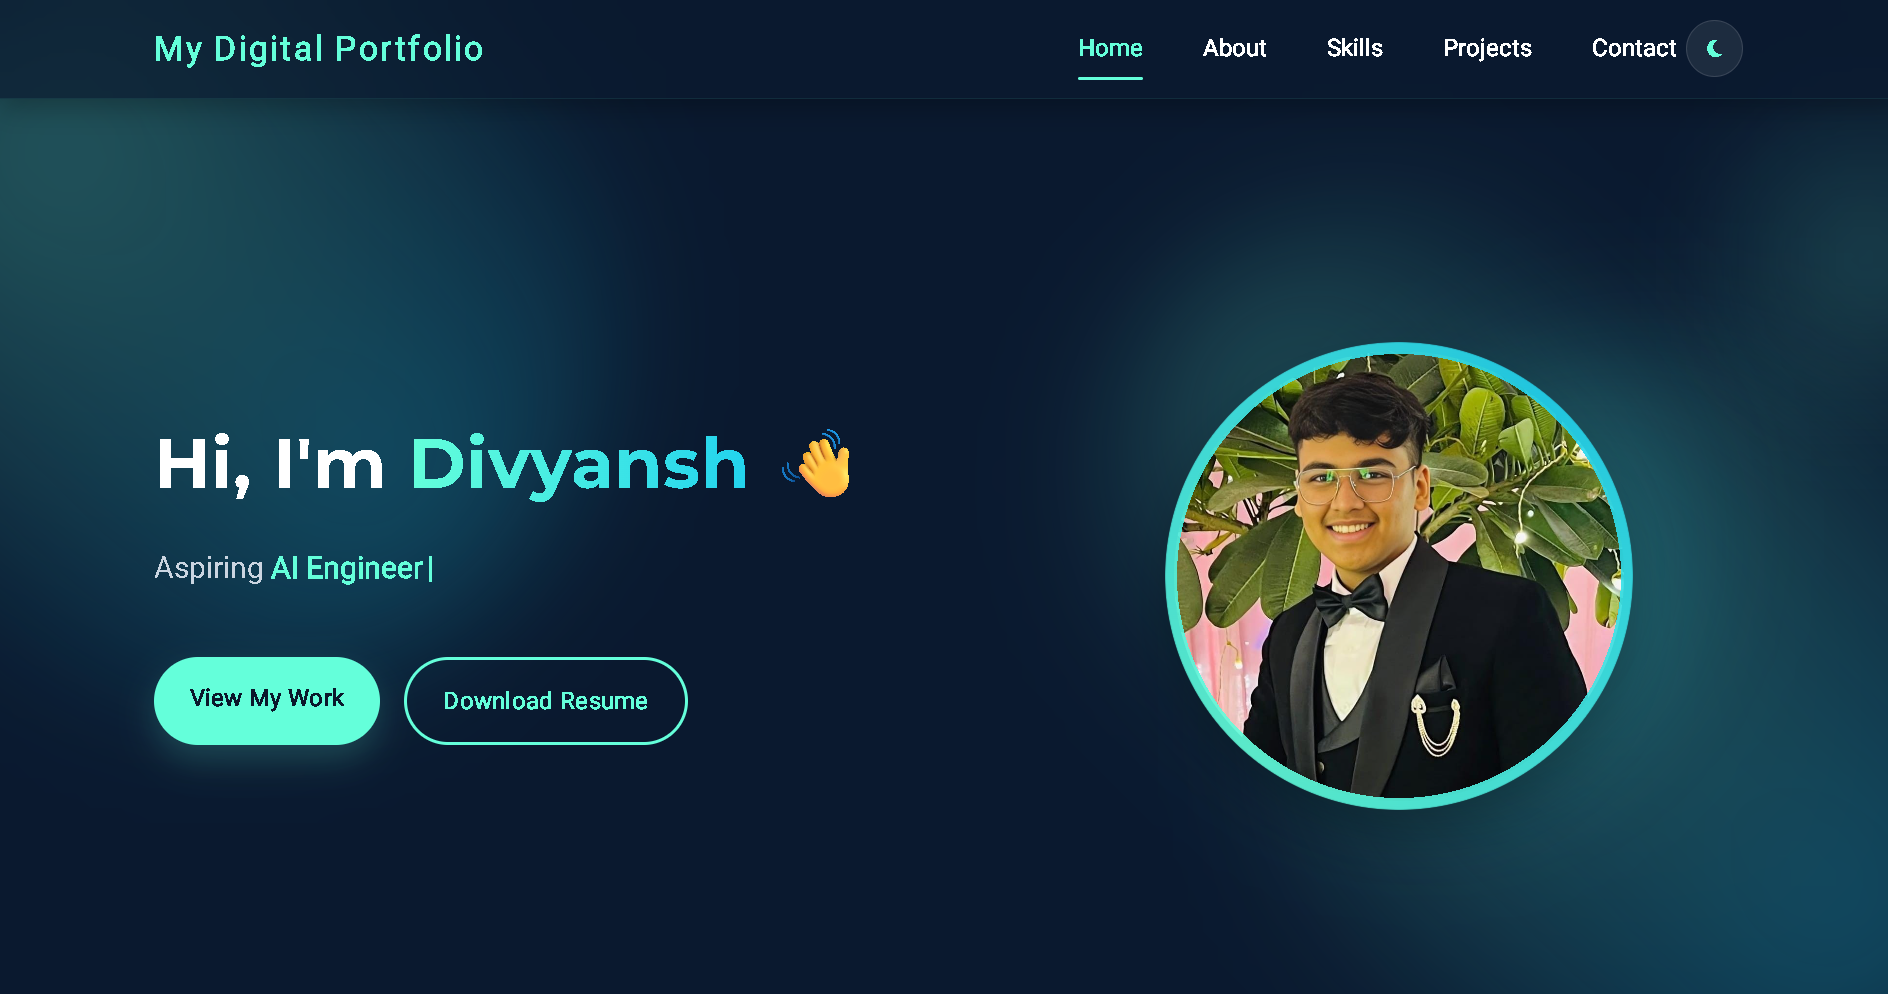 My Digital Portfolio
Home About Skills Projects Contact
Hi, I'm Divyansh 👋
Aspiring AI Engineer|
View My Work Download Resume